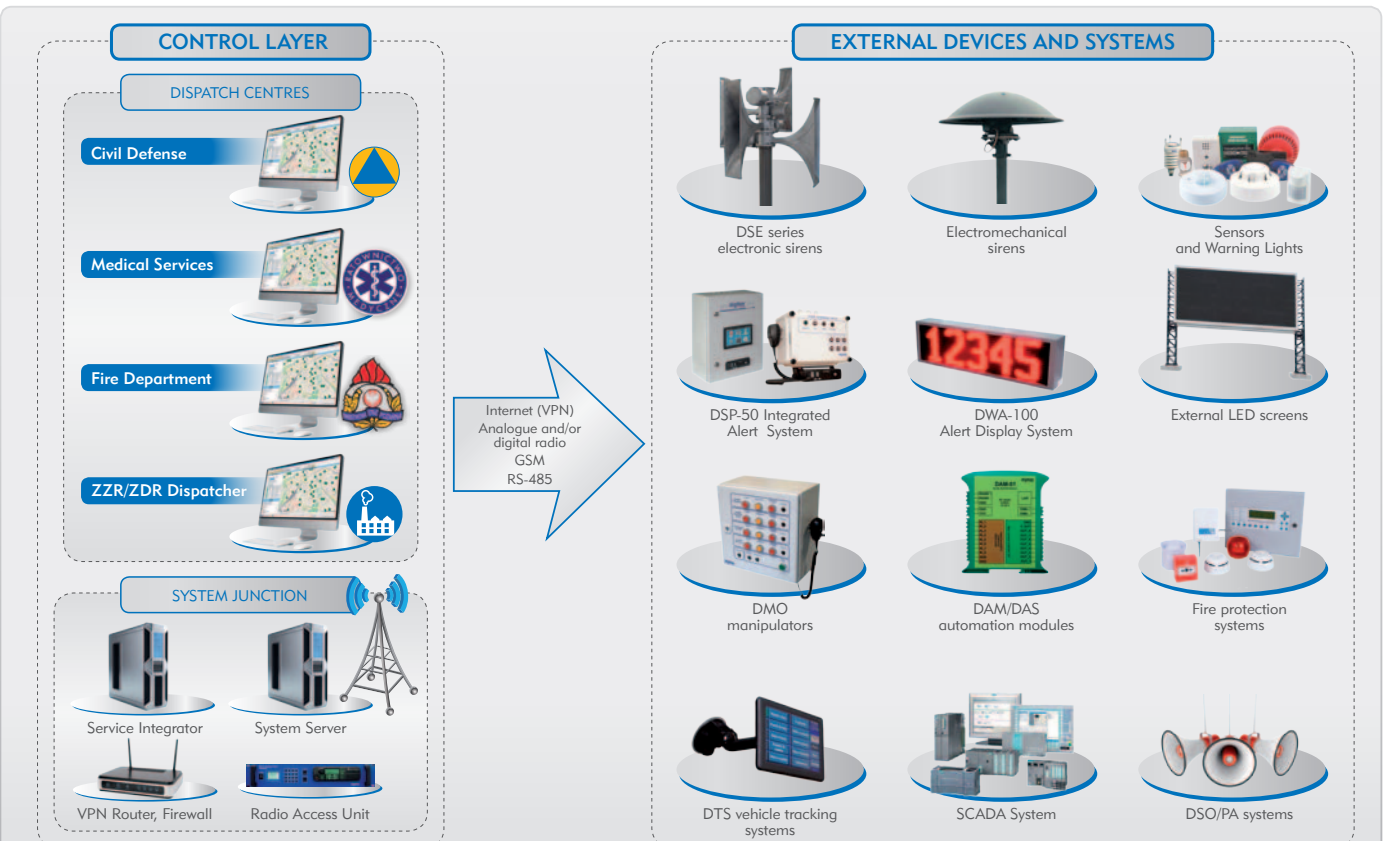 CONTROL LAYER
DISPATCH CENTRES
Civil Defense
Medical Services
RATOWNICTWO
MEDYCZNE
Fire Department
ZZR/ZDR Dispatcher
SYSTEM JUNCTION
Service Integrator
System Server
VPN Router, Firewall
Radio Access Unit
Internet (VPN)
Analogue and/or
digital radio
GSM
RS-485
EXTERNAL DEVICES AND SYSTEMS
DSE series
electronic sirens
Electromechanical
sirens
Sensors
and Warning Lights
12345
DSP-50 Integrated
Alert System
DWA-100
Alert Display System
External LED screens
DAM-01
DMO
manipulators
DAM/DAS
automation modules
Fire protection
systems
DTS vehicle tracking
systems
SCADA System
DSO/PA systems